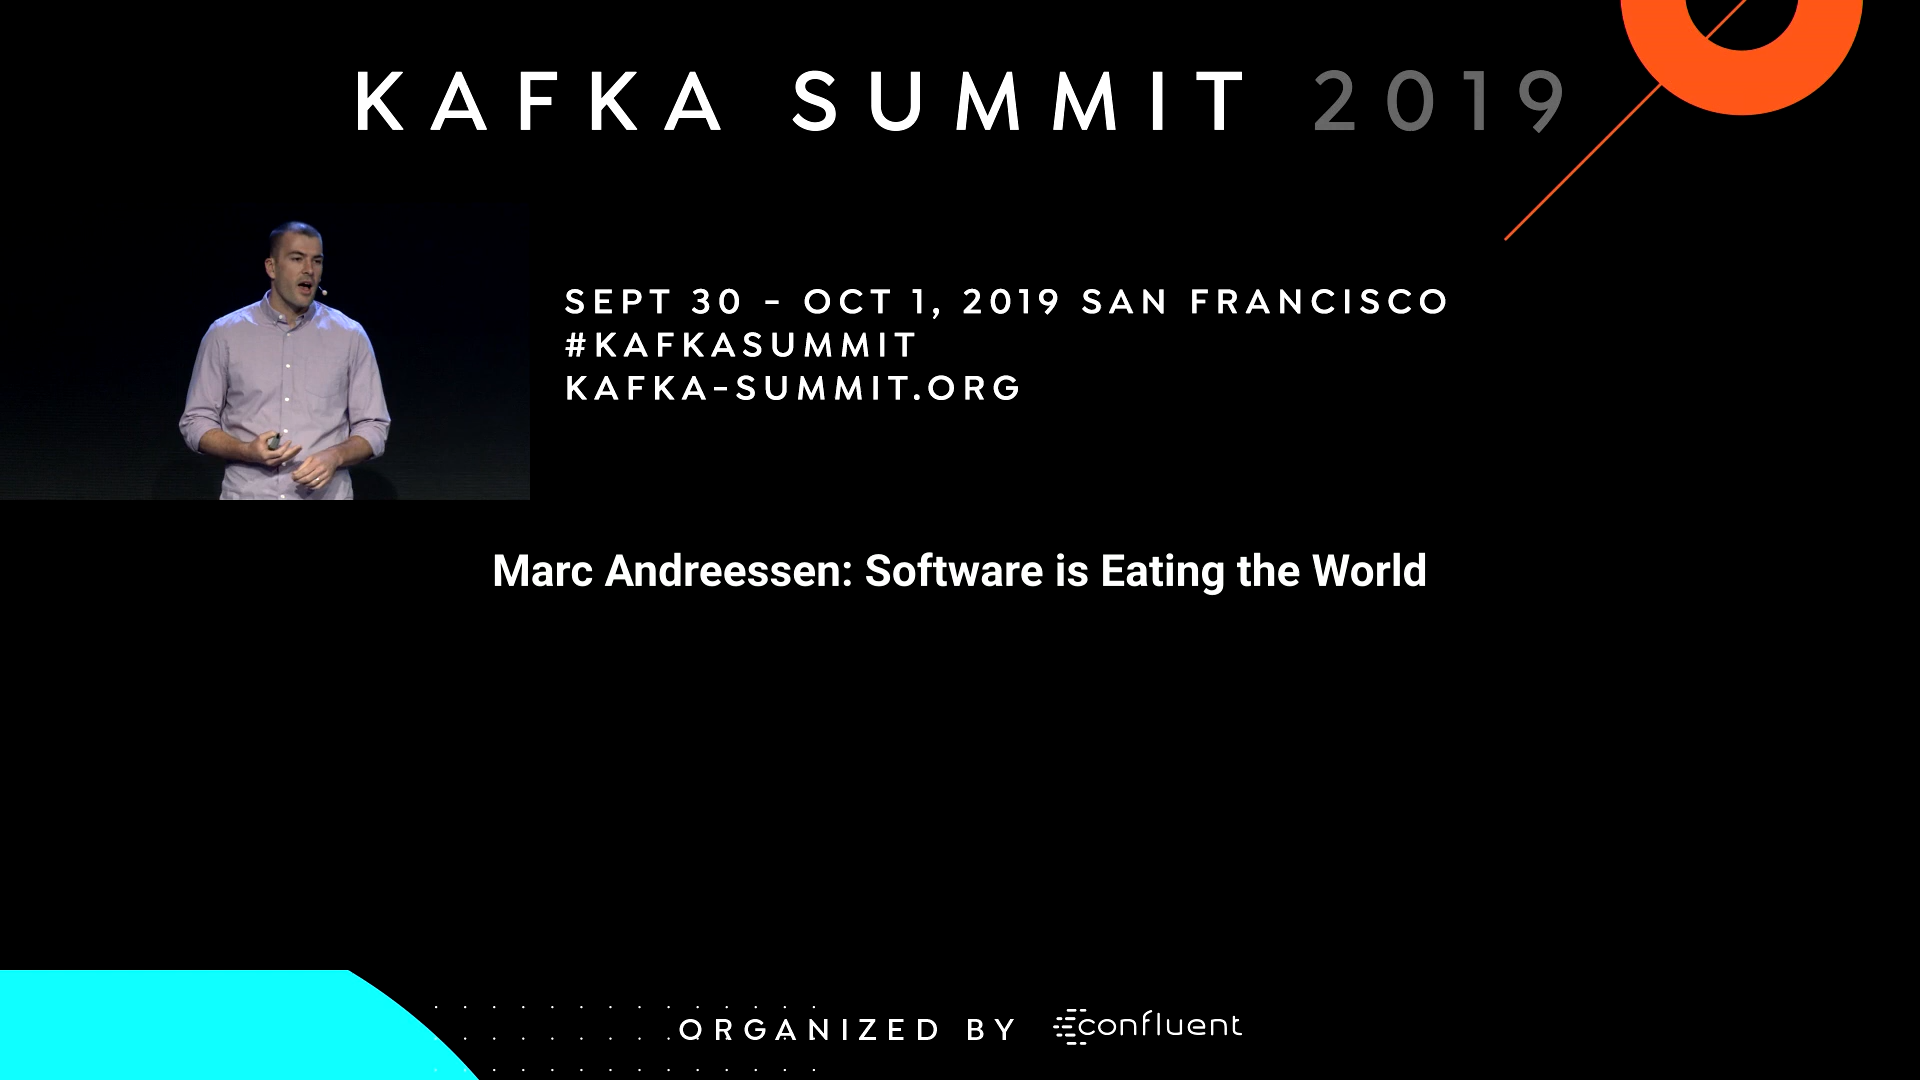 KAFKA SUMMIT 2019
SEPT 30 - OCT 1, 2019 SAN FRANCISCO
#KAFKASUMMIT
KAFKA-SUMMIT.ORG
Marc Andreessen: Software is Eating the World
ORGANIZED BY confluent